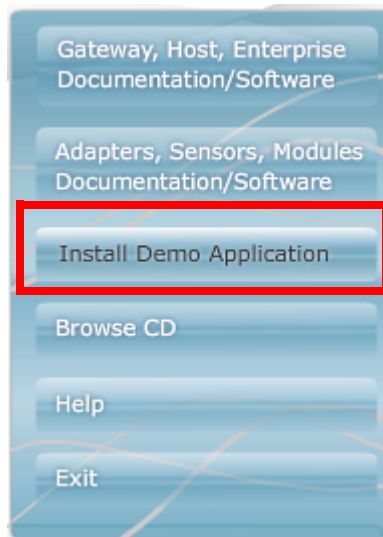 Gateway, Host, Enterprise
Documentation/Software
Adapters, Sensors, Modules
Documentation/Software
Install Demo Application
Browse CD
Help
Exit